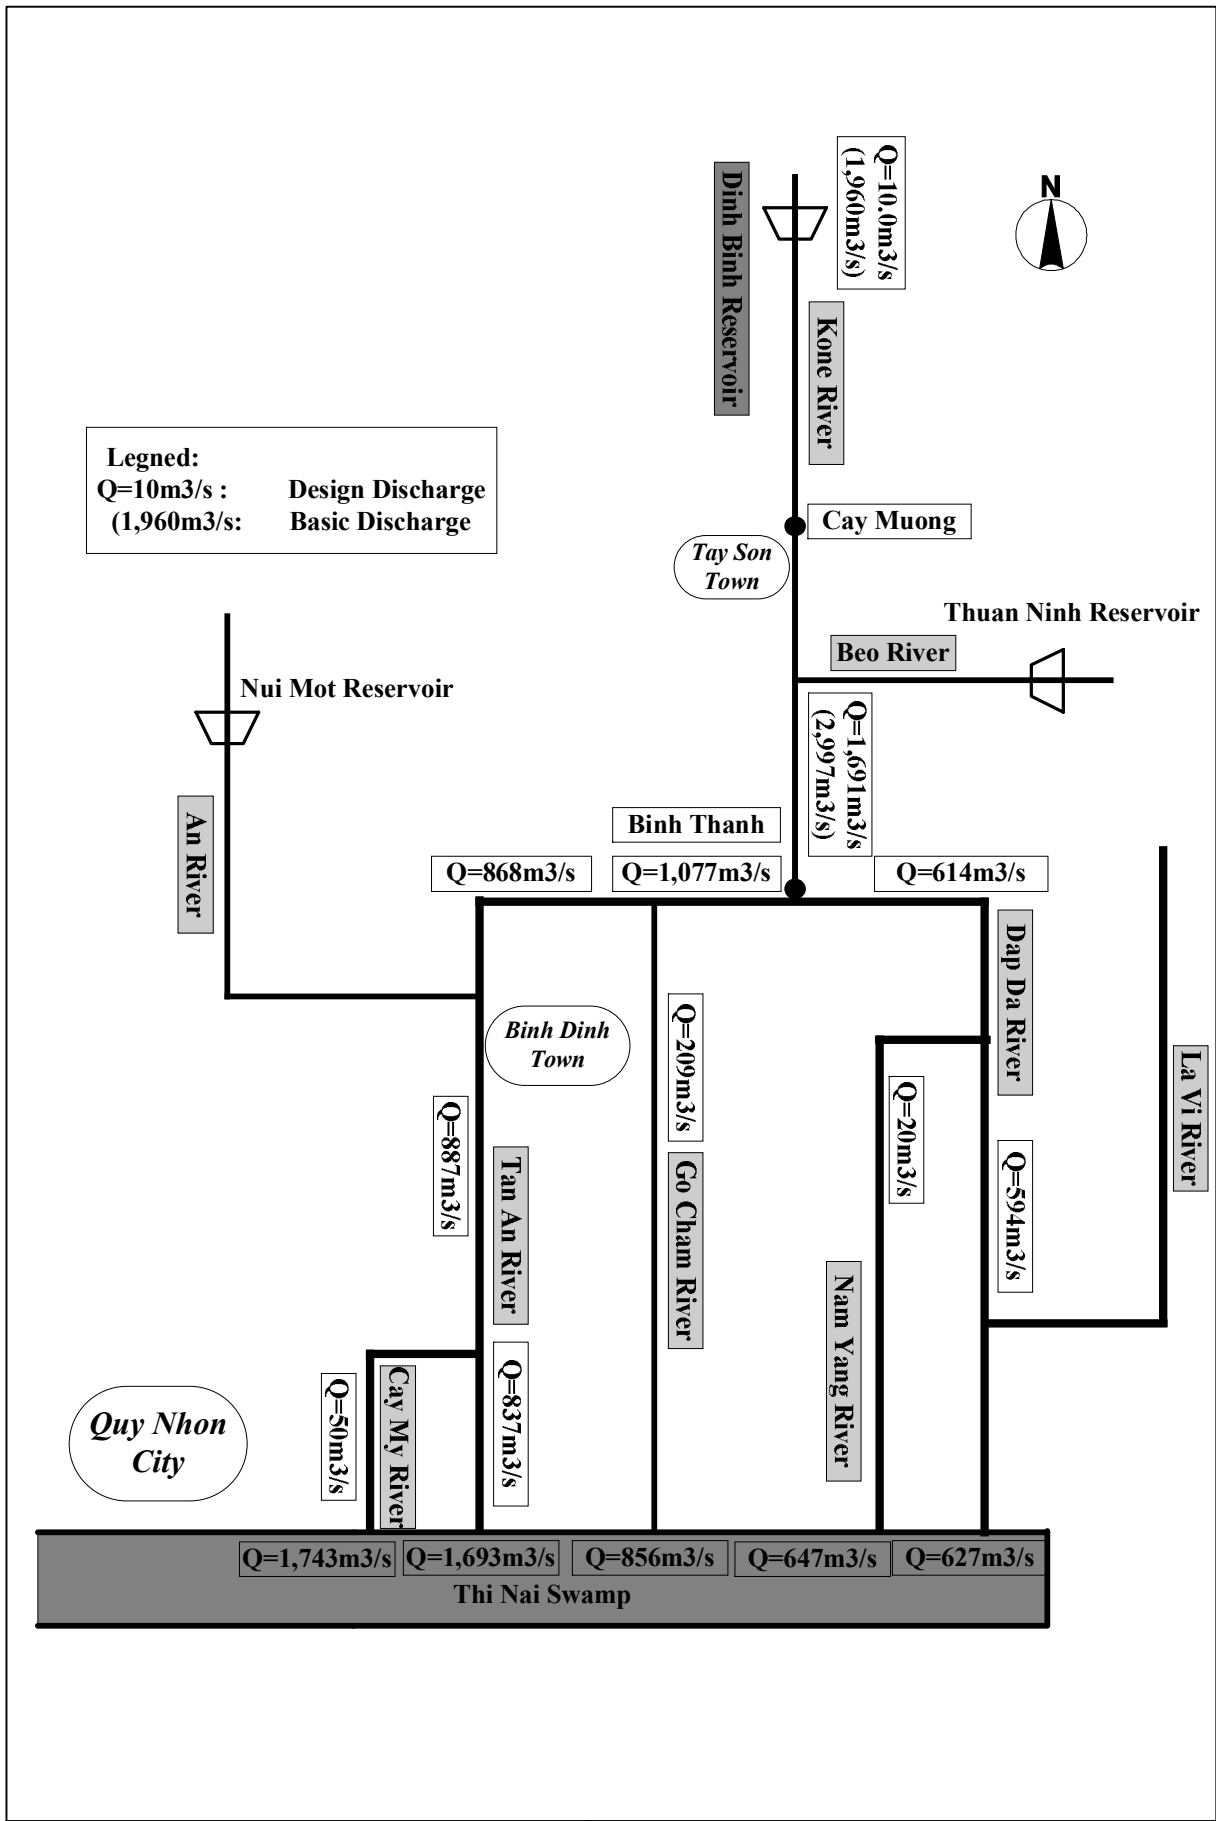 Q=10.0m3/s
(1,960m3/s)
Dinh Binh Reservoir
N
Kone River
Legned:
Q=10m3/s : Design Discharge
(1,960m3/s: Basic Discharge
Cay Muong
Tay Son
Town
Thuan Ninh Reservoir
Beo River
Nui Mot Reservoir
Q=1,691m3/s
(2,997m3/s)
An River
Binh Thanh
Q=868m3/s
Q=1,077m3/s
Q=614m3/s
Dap Da River
Binh Dinh
Town
Q=209m3/s
La Vi River
Q=20m3/s
Q=887m3/s
Tan An River
Go Cham River
Q=594m3/s
Nam Yang River
Q=50m3/s
Cay My River
Q=837m3/s
Quy Nhon
City
Q=1,743m3/s
Q=1,693m3/s
Q=856m3/s
Q=647m3/s
Q=627m3/s
Thi Nai Swamp